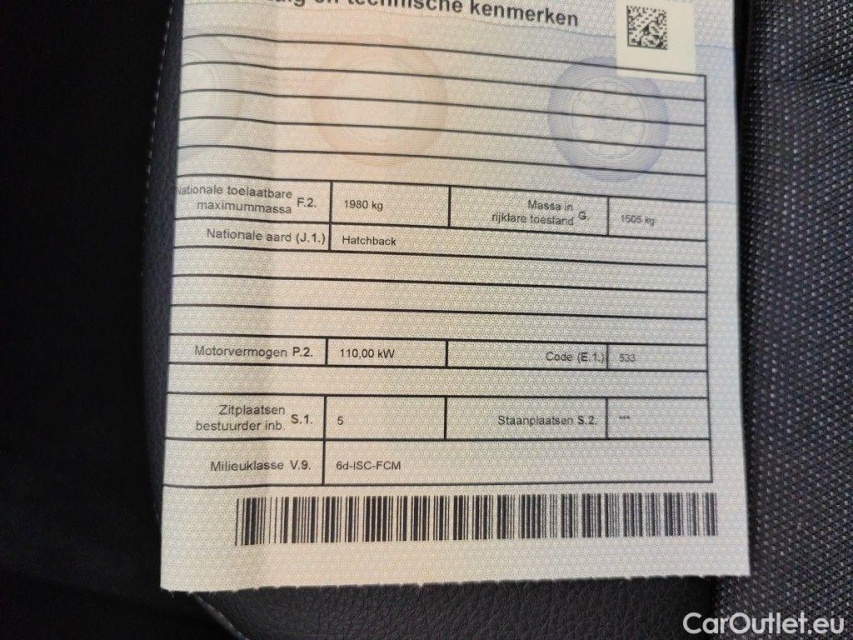 en technische kenmerken
Nationale toelaatbare
maximummassa F.2.
1980 kg
Massa in
rijklare toestand G.
1505 kg
Nationale aard (J.1.)
Hatchback
Motorvermogen P.2.
110,00 kW
Code (E.1.)
533
Zitplaatsen
bestuurder inb. S.1.
5
Staanplaatsen S.2.
***
Milieuklasse V.9.
6d-ISC-FCM
CarOutlet.eu